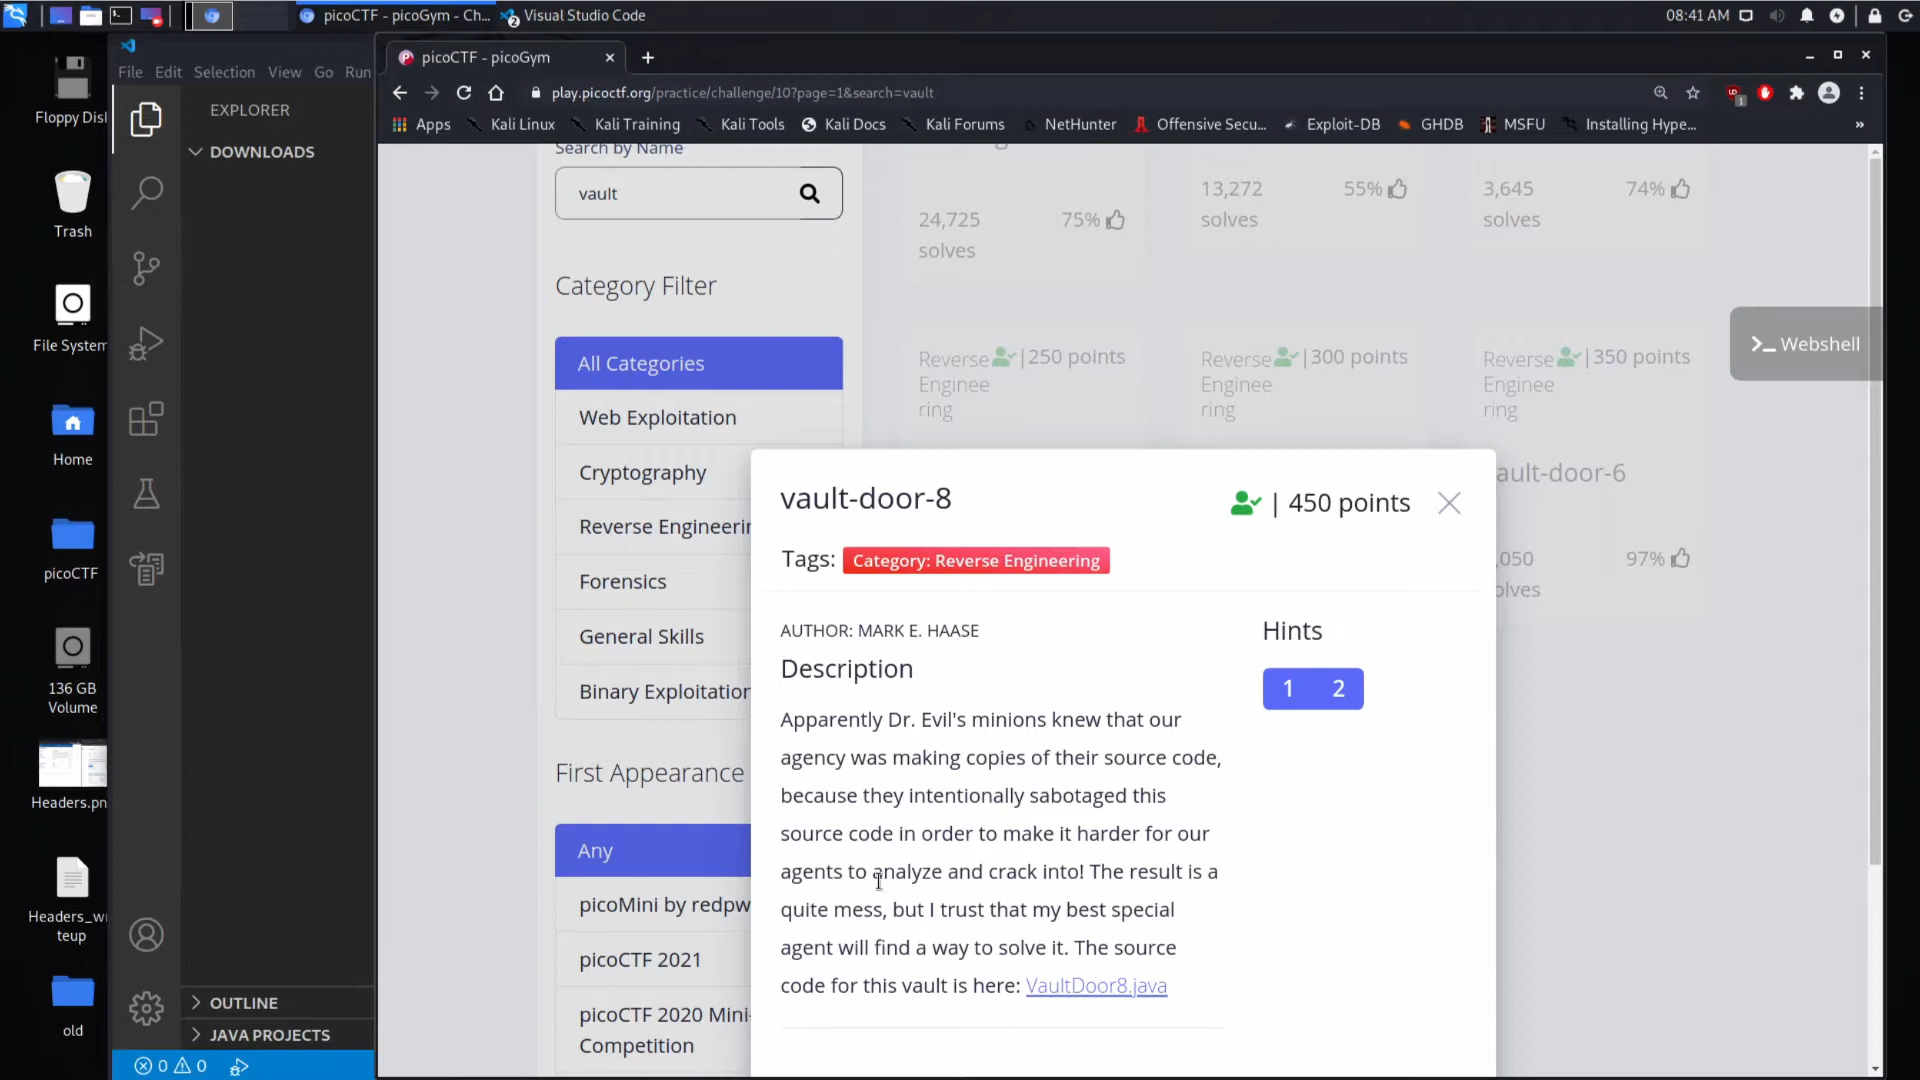 picoCTF - picoGym - Ch...
Visual Studio Code
08:41 AM
Floppy Disk
Trash
File System
Home
picoCTF
136 GB
Volume
Headers.pn
Headers_wr
teup
old
File Edit Selection View Go Run
EXPLORER
DOWNLOADS
OUTLINE
JAVA PROJECTS
0 0
picoCTF - picoGym
play.picoctf.org/practice/challenge/10?page=1&search=vault
Apps
Kali Linux
Kali Training
Kali Tools
Kali Docs
Kali Forums
NetHunter
Offensive Secu...
Exploit-DB
GHDB
MSFU
Installing Hype...
»
Search by Name
vault
Category Filter
All Categories
Web Exploitation
Cryptography
Reverse Engineerin
Forensics
General Skills
Binary Exploitation
First Appearance
Any
picoMini by redpw
picoCTF 2021
picoCTF 2020 Mini-
Competition
24,725
solves
75%
13,272
solves
55%
3,645
solves
74%
Reverse
Enginee
ring
| 250 points
Reverse
Enginee
ring
| 300 points
Reverse
Enginee
ring
| 350 points
ault-door-6
,050
olves
97%
Webshell
vault-door-8
| 450 points
Tags: Category: Reverse Engineering
AUTHOR: MARK E. HAASE
Description
Apparently Dr. Evil's minions knew that our
agency was making copies of their source code,
because they intentionally sabotaged this
source code in order to make it harder for our
agents to analyze and crack into! The result is a
quite mess, but I trust that my best special
agent will find a way to solve it. The source
code for this vault is here: VaultDoor8.java
Hints
1 2